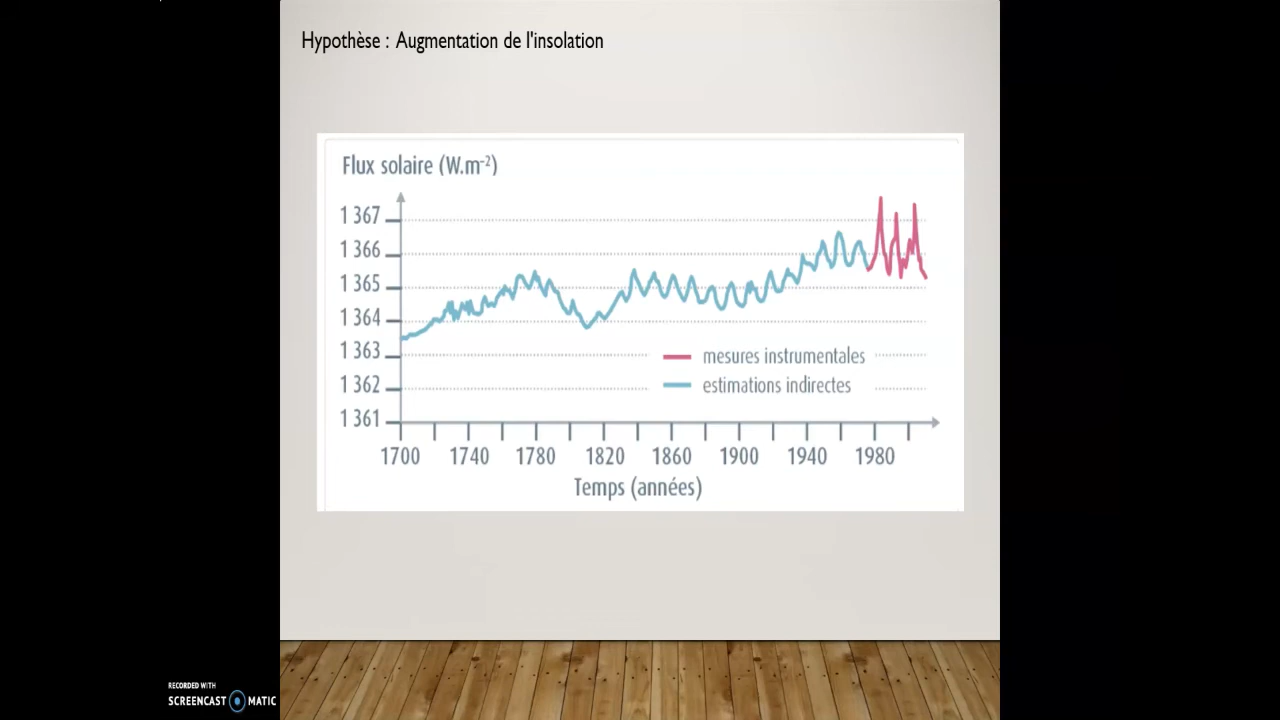 Hypothèse : Augmentation de l'insolation
Flux solaire (W.m⁻²)
1 367
1 366
1 365
1 364
1 363
1 362
1 361
mesures instrumentales
estimations indirectes
1700 1740 1780 1820 1860 1900 1940 1980
Temps (années)
RECORDED WITH
SCREENCAST MATIC